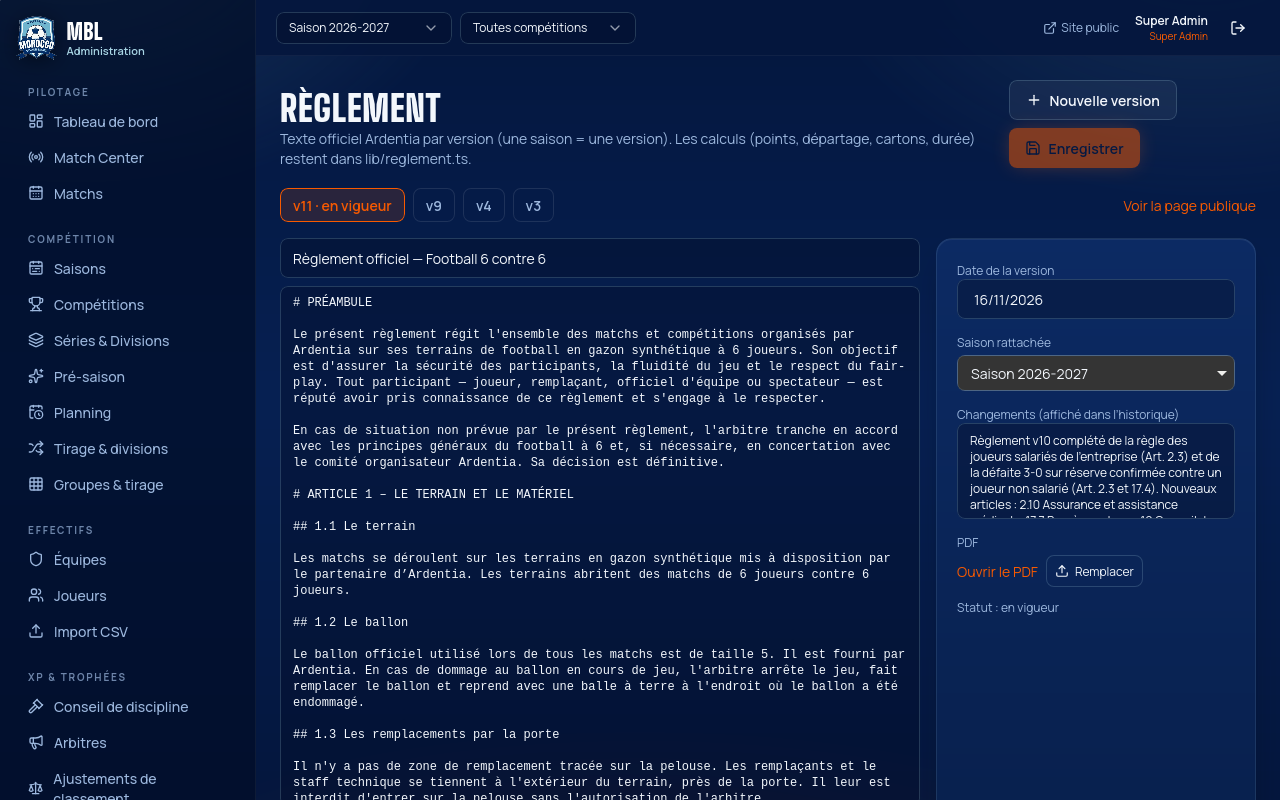 MBL
Administration
MOROCCO
PILOTAGE
Tableau de bord
Match Center
Matchs
COMPÉTITION
Saisons
Compétitions
Séries & Divisions
Pré-saison
Planning
Tirage & divisions
Groupes & tirage
EFFECTIFS
Équipes
Joueurs
Import CSV
XP & TROPHÉES
Conseil de discipline
Arbitres
Ajustements de
classement
Saison 2026-2027
Toutes compétitions
Site public
Super Admin
Super Admin
RÈGLEMENT
Texte officiel Ardentia par version (une saison = une version). Les calculs (points, départage, cartons, durée)
restent dans lib/reglement.ts.
Nouvelle version
Enregistrer
v11 · en vigueur
v9
v4
v3
Voir la page publique
Règlement officiel — Football 6 contre 6
# PRÉAMBULE
Le présent règlement régit l'ensemble des matchs et compétitions organisés par
Ardentia sur ses terrains de football en gazon synthétique à 6 joueurs. Son objectif
est d'assurer la sécurité des participants, la fluidité du jeu et le respect du fair-
play. Tout participant — joueur, remplaçant, officiel d'équipe ou spectateur — est
réputé avoir pris connaissance de ce règlement et s'engage à le respecter.
En cas de situation non prévue par le présent règlement, l'arbitre tranche en accord
avec les principes généraux du football à 6 et, si nécessaire, en concertation avec
le comité organisateur Ardentia. Sa décision est définitive.
# ARTICLE 1 – LE TERRAIN ET LE MATÉRIEL
## 1.1 Le terrain
Les matchs se déroulent sur les terrains en gazon synthétique mis à disposition par
le partenaire d’Ardentia. Les terrains abritent des matchs de 6 joueurs contre 6
joueurs.
## 1.2 Le ballon
Le ballon officiel utilisé lors de tous les matchs est de taille 5. Il est fourni par
Ardentia. En cas de dommage au ballon en cours de jeu, l'arbitre arrête le jeu, fait
remplacer le ballon et reprend avec une balle à terre à l'endroit où le ballon a été
endommagé.
## 1.3 Les remplacements par la porte
Il n'y a pas de zone de remplacement tracée sur la pelouse. Les remplaçants et le
staff technique se tiennent à l'extérieur du terrain, près de la porte. Il leur est
interdit d'entrer sur la pelouse sans l'autorisation de l'arbitre.
Date de la version
16/11/2026
Saison rattachée
Saison 2026-2027
Changements (affiché dans l'historique)
Règlement v10 complété de la règle des
joueurs salariés de l'entreprise (Art. 2.3) et de
la défaite 3-0 sur réserve confirmée contre un
joueur non salarié (Art. 2.3 et 17.4). Nouveaux
articles : 2.10 Assurance et assistance
PDF
Ouvrir le PDF
Remplacer
Statut : en vigueur